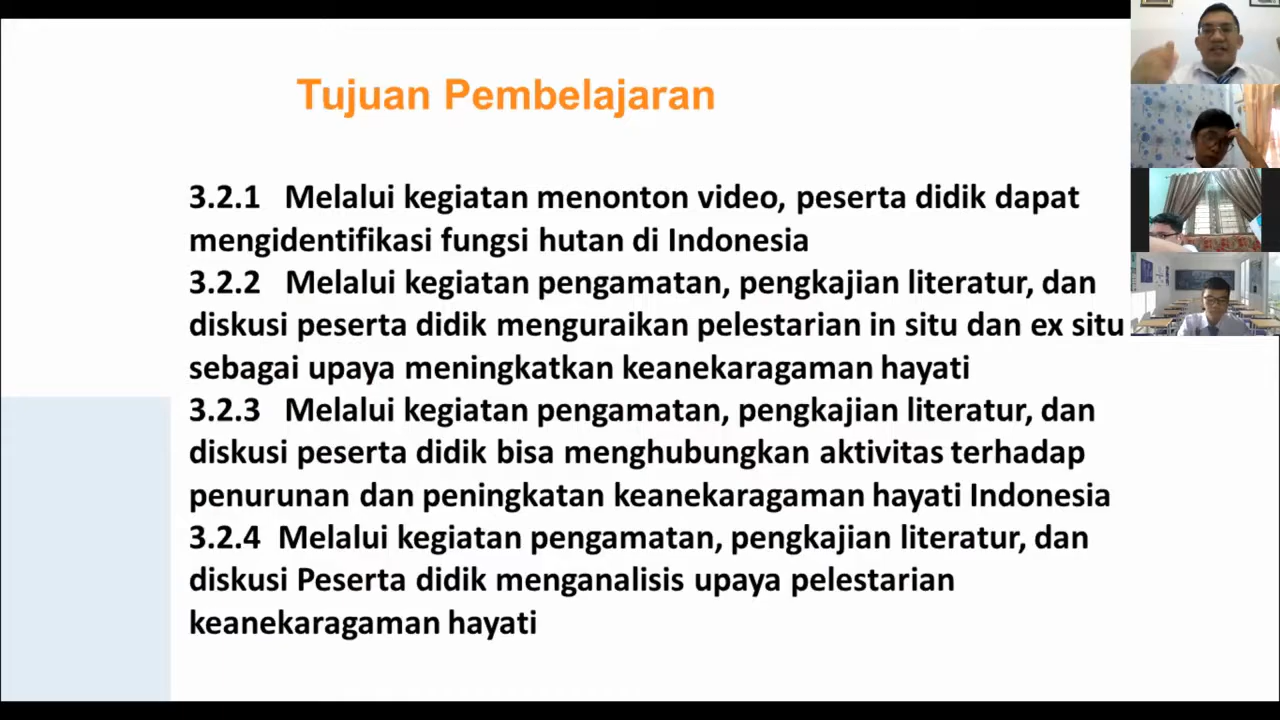 Tujuan Pembelajaran
3.2.1 Melalui kegiatan menonton video, peserta didik dapat
mengidentifikasi fungsi hutan di Indonesia
3.2.2 Melalui kegiatan pengamatan, pengkajian literatur, dan
diskusi peserta didik menguraikan pelestarian in situ dan ex situ
sebagai upaya meningkatkan keanekaragaman hayati
3.2.3 Melalui kegiatan pengamatan, pengkajian literatur, dan
diskusi peserta didik bisa menghubungkan aktivitas terhadap
penurunan dan peningkatan keanekaragaman hayati Indonesia
3.2.4 Melalui kegiatan pengamatan, pengkajian literatur, dan
diskusi Peserta didik menganalisis upaya pelestarian
keanekaragaman hayati